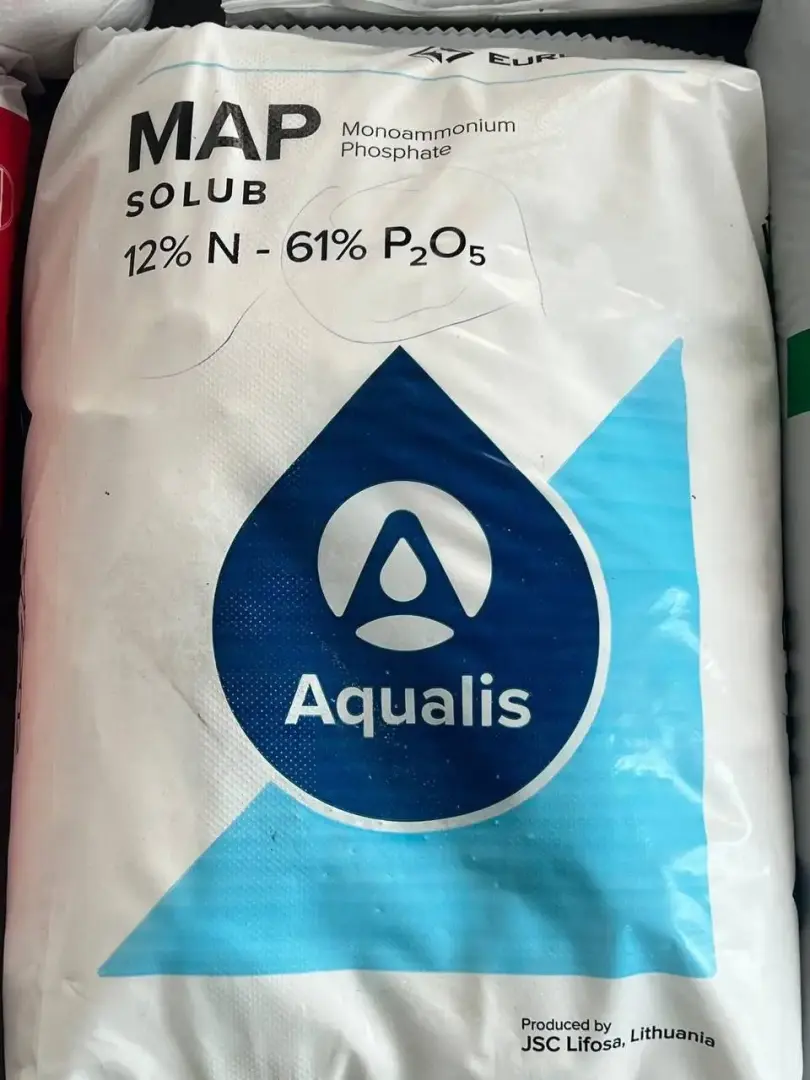 MAP
Monoammonium
Phosphate
SOLUB
12% N - 61% P₂O₅
Aqualis
Produced by
JSC Lifosa, Lithuania